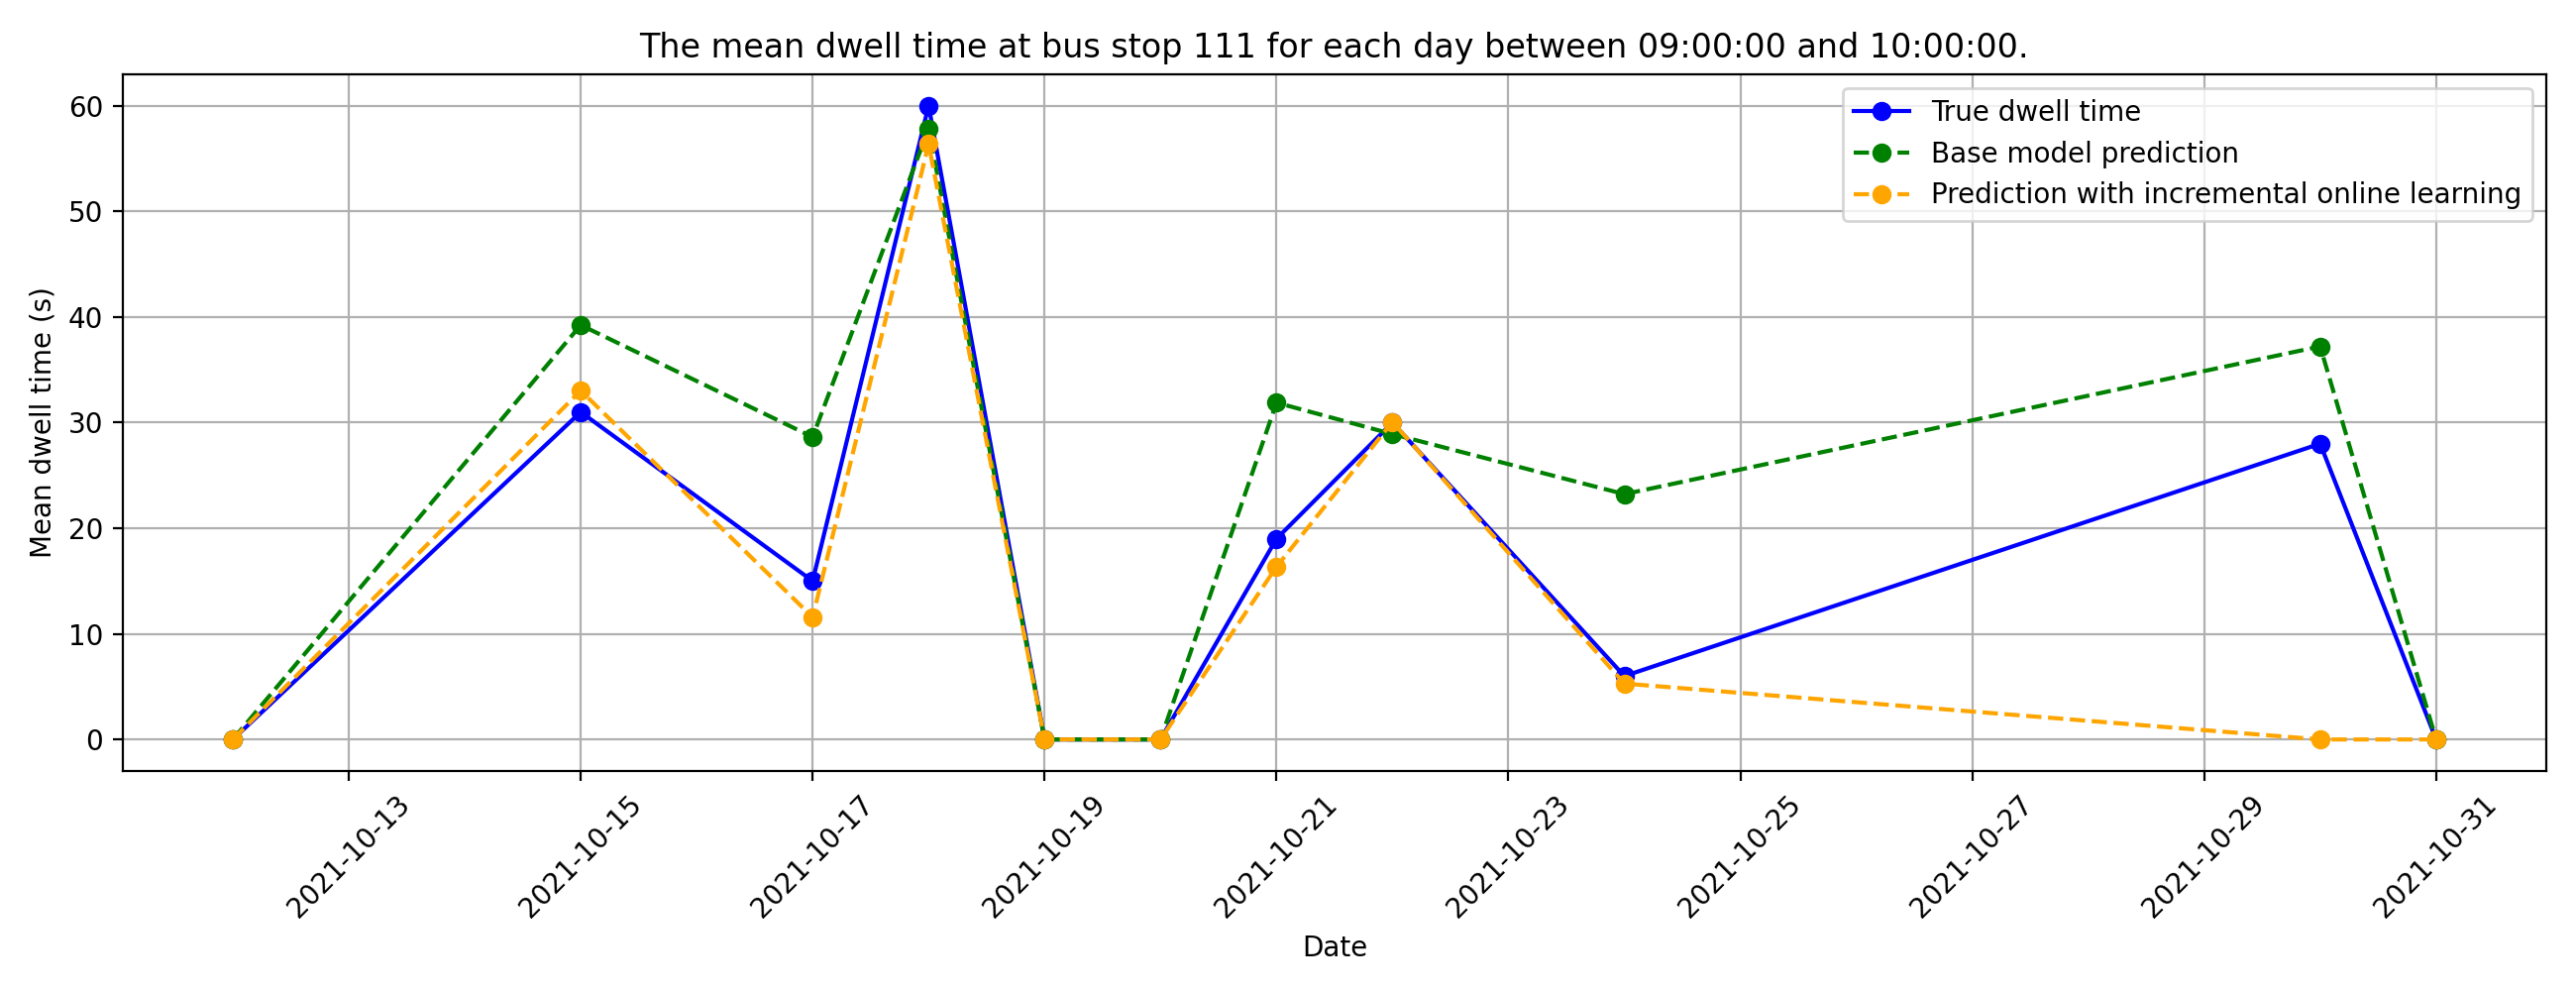 The mean dwell time at bus stop 111 for each day between 09:00:00 and 10:00:00.
True dwell time
Base model prediction
Prediction with incremental online learning
Mean dwell time (s)
60
50
40
30
20
10
0
2021-10-13
2021-10-15
2021-10-17
2021-10-19
2021-10-21
2021-10-23
2021-10-25
2021-10-27
2021-10-29
2021-10-31
Date